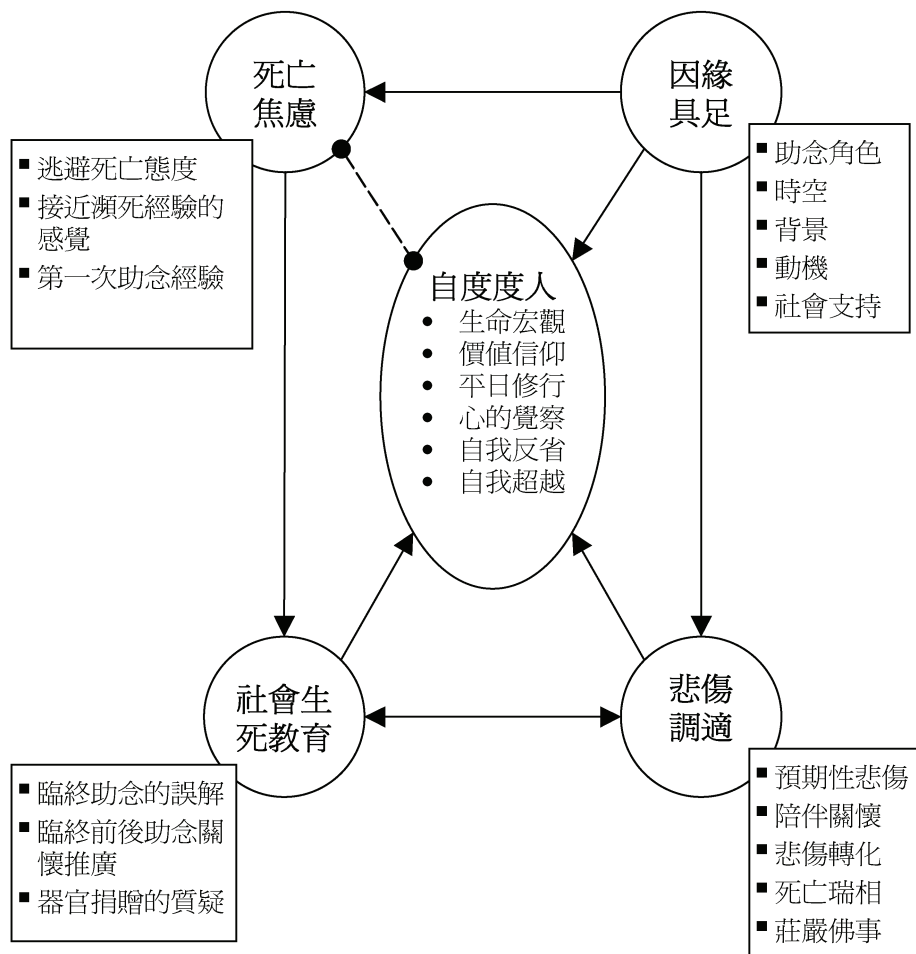 死亡
焦慮
因緣
具足
■ 逃避死亡態度
■ 接近瀕死經驗的
感覺
■ 第一次助念經驗
■ 助念角色
■ 時空
■ 背景
■ 動機
■ 社會支持
自度度人
• 生命宏觀
• 價值信仰
• 平日修行
• 心的覺察
• 自我反省
• 自我超越
社會生
死教育
悲傷
調適
■ 臨終助念的誤解
■ 臨終前後助念關
懷推廣
■ 器官捐贈的質疑
■ 預期性悲傷
■ 陪伴關懷
■ 悲傷轉化
■ 死亡瑞相
■ 莊嚴佛事